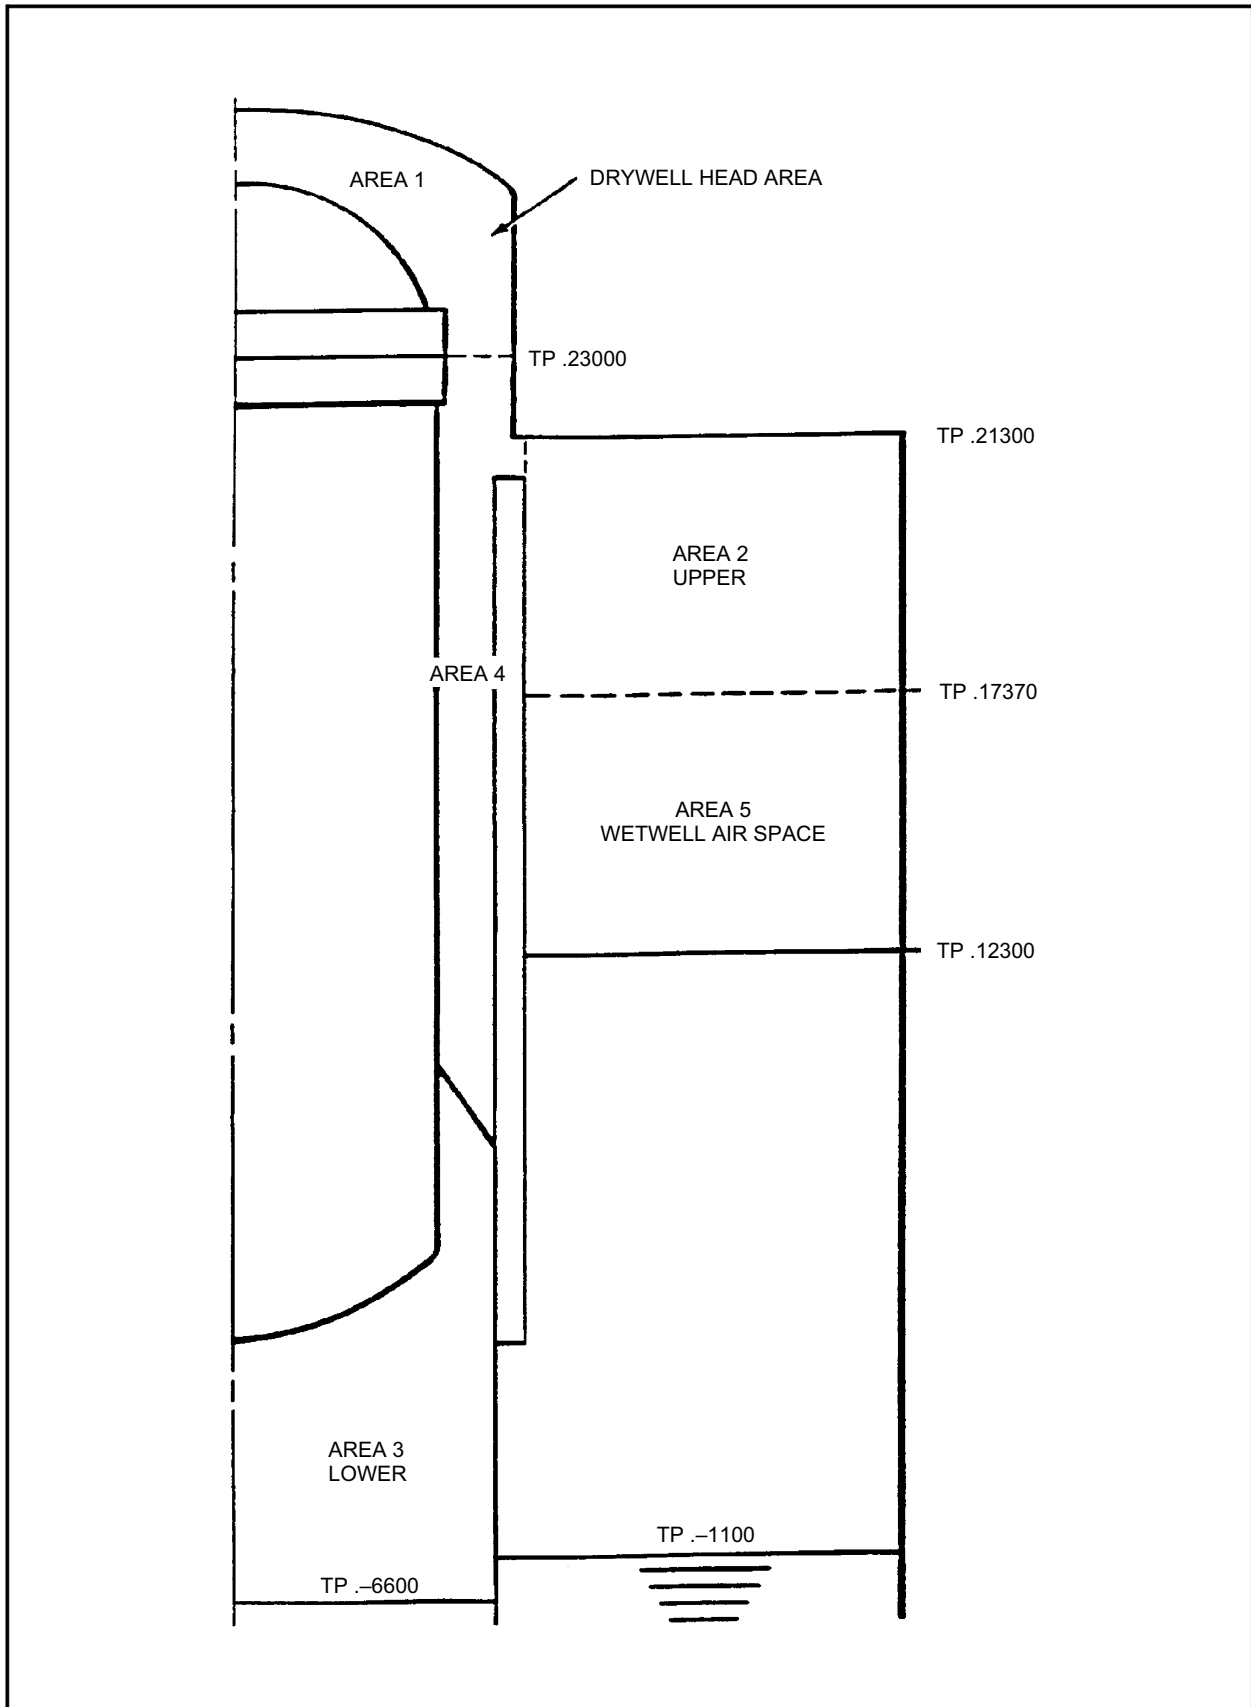 AREA 1
DRYWELL HEAD AREA
TP .23000
TP .21300
AREA 2
UPPER
AREA 4
TP .17370
AREA 5
WETWELL AIR SPACE
TP .12300
AREA 3
LOWER
TP .–1100
TP .–6600